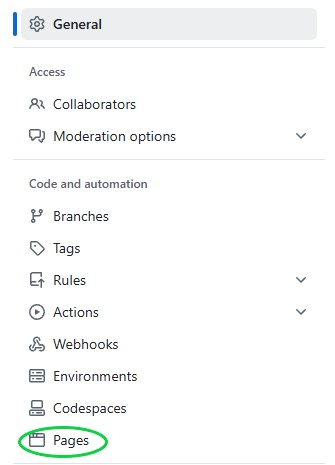 General
Access
Collaborators
Moderation options
Code and automation
Branches
Tags
Rules
Actions
Webhooks
Environments
Codespaces
Pages